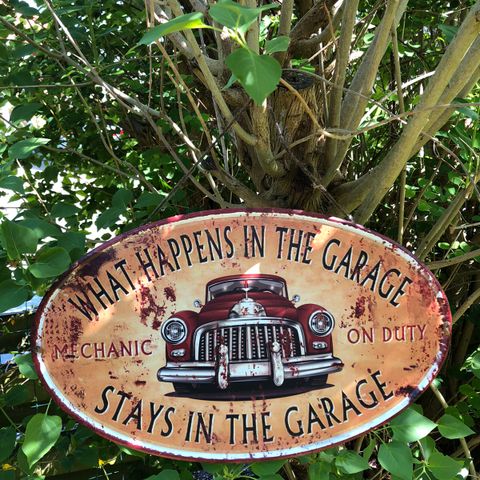 WHAT HAPPENS IN THE GARAGE
MECHANIC ON DUTY
STAYS IN THE GARAGE